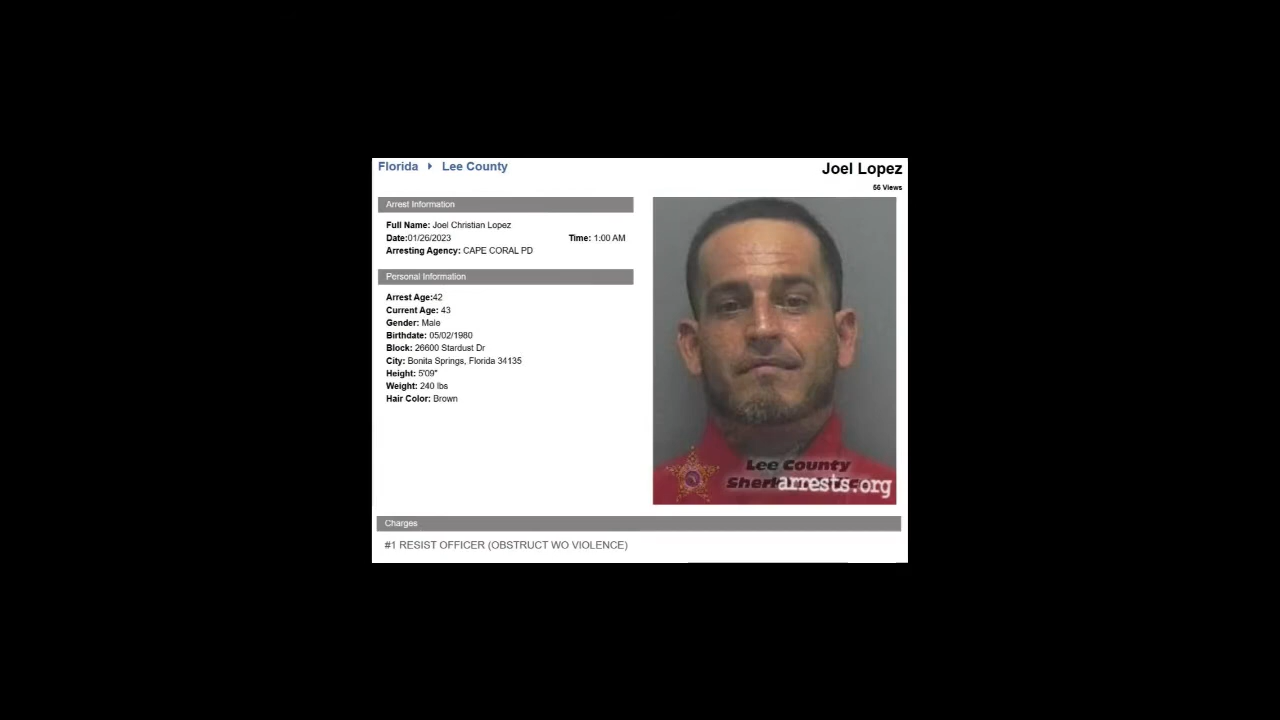 Florida Lee County
Joel Lopez
56 Views
Arrest Information
Full Name: Joel Christian Lopez
Date:01/26/2023 Time: 1:00 AM
Arresting Agency: CAPE CORAL PD
Personal Information
Arrest Age:42
Current Age: 43
Gender: Male
Birthdate: 05/02/1980
Block: 26600 Stardust Dr
City: Bonita Springs, Florida 34135
Height: 5'09"
Weight: 240 lbs
Hair Color: Brown
Lee County
arrests.org
Charges
#1 RESIST OFFICER (OBSTRUCT WO VIOLENCE)